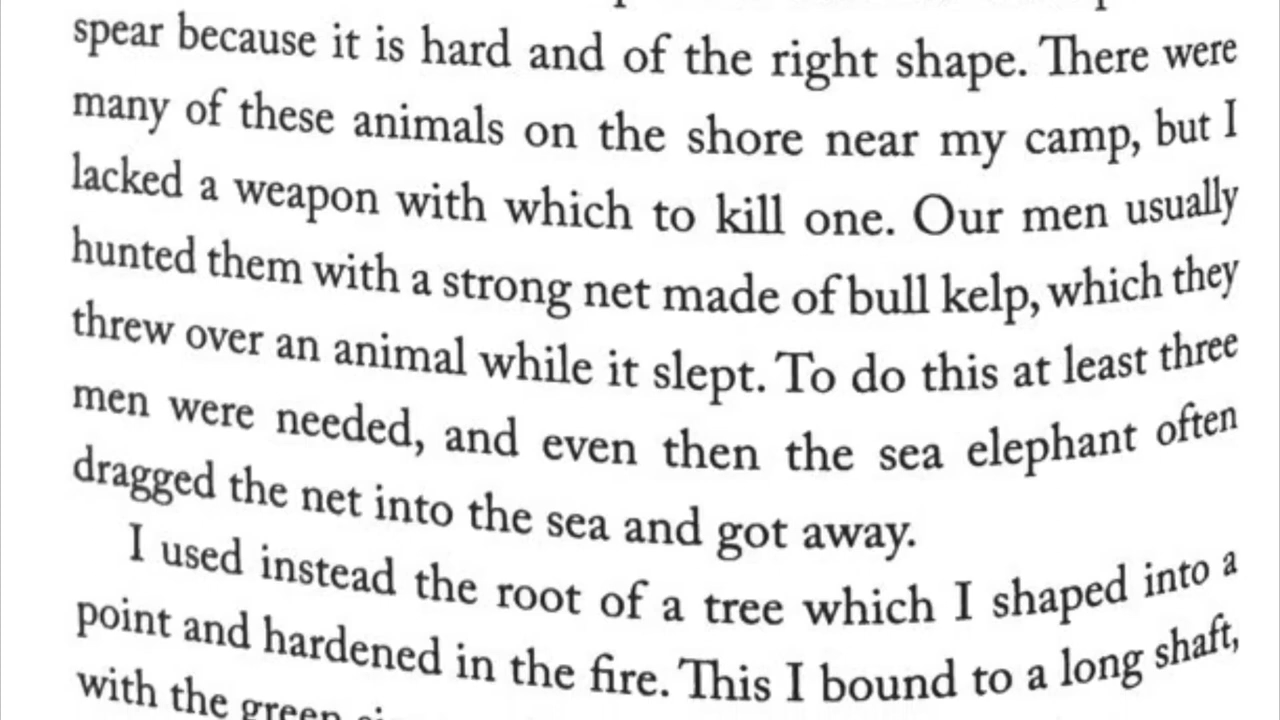 spear because it is hard and of the right shape. There were
many of these animals on the shore near my camp, but I
lacked a weapon with which to kill one. Our men usually
hunted them with a strong net made of bull kelp, which they
threw over an animal while it slept. To do this at least three
men were needed, and even then the sea elephant often
dragged the net into the sea and got away.
I used instead the root of a tree which I shaped into a
point and hardened in the fire. This I bound to a long shaft,
with the green